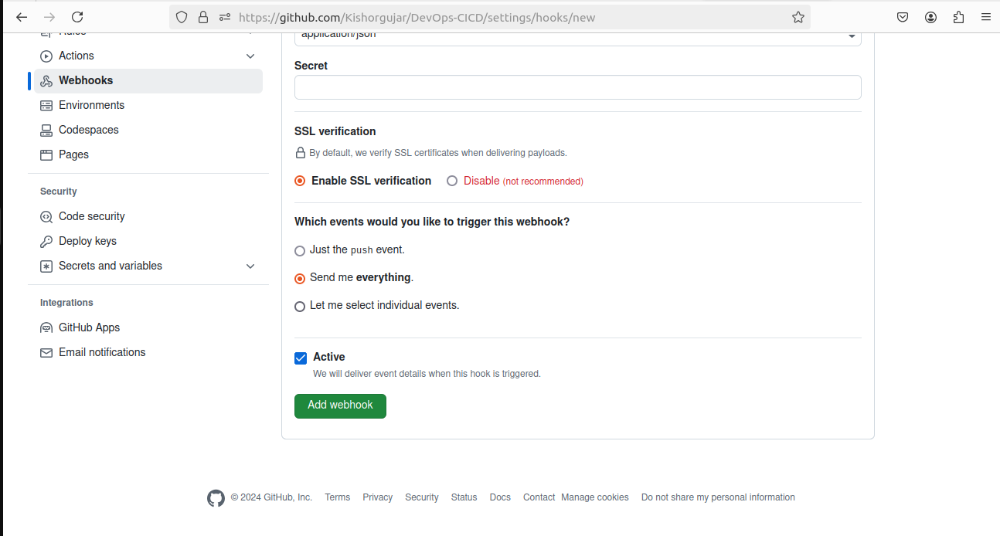 https://github.com/Kishorgujar/DevOps-CICD/settings/hooks/new
Rules
application/json
Actions
Webhooks
Environments
Codespaces
Pages
Security
Code security
Deploy keys
Secrets and variables
Integrations
GitHub Apps
Email notifications
Secret
SSL verification
By default, we verify SSL certificates when delivering payloads.
Enable SSL verification Disable (not recommended)
Which events would you like to trigger this webhook?
Just the push event.
Send me everything.
Let me select individual events.
Active
We will deliver event details when this hook is triggered.
Add webhook
© 2024 GitHub, Inc. Terms Privacy Security Status Docs Contact Manage cookies Do not share my personal information